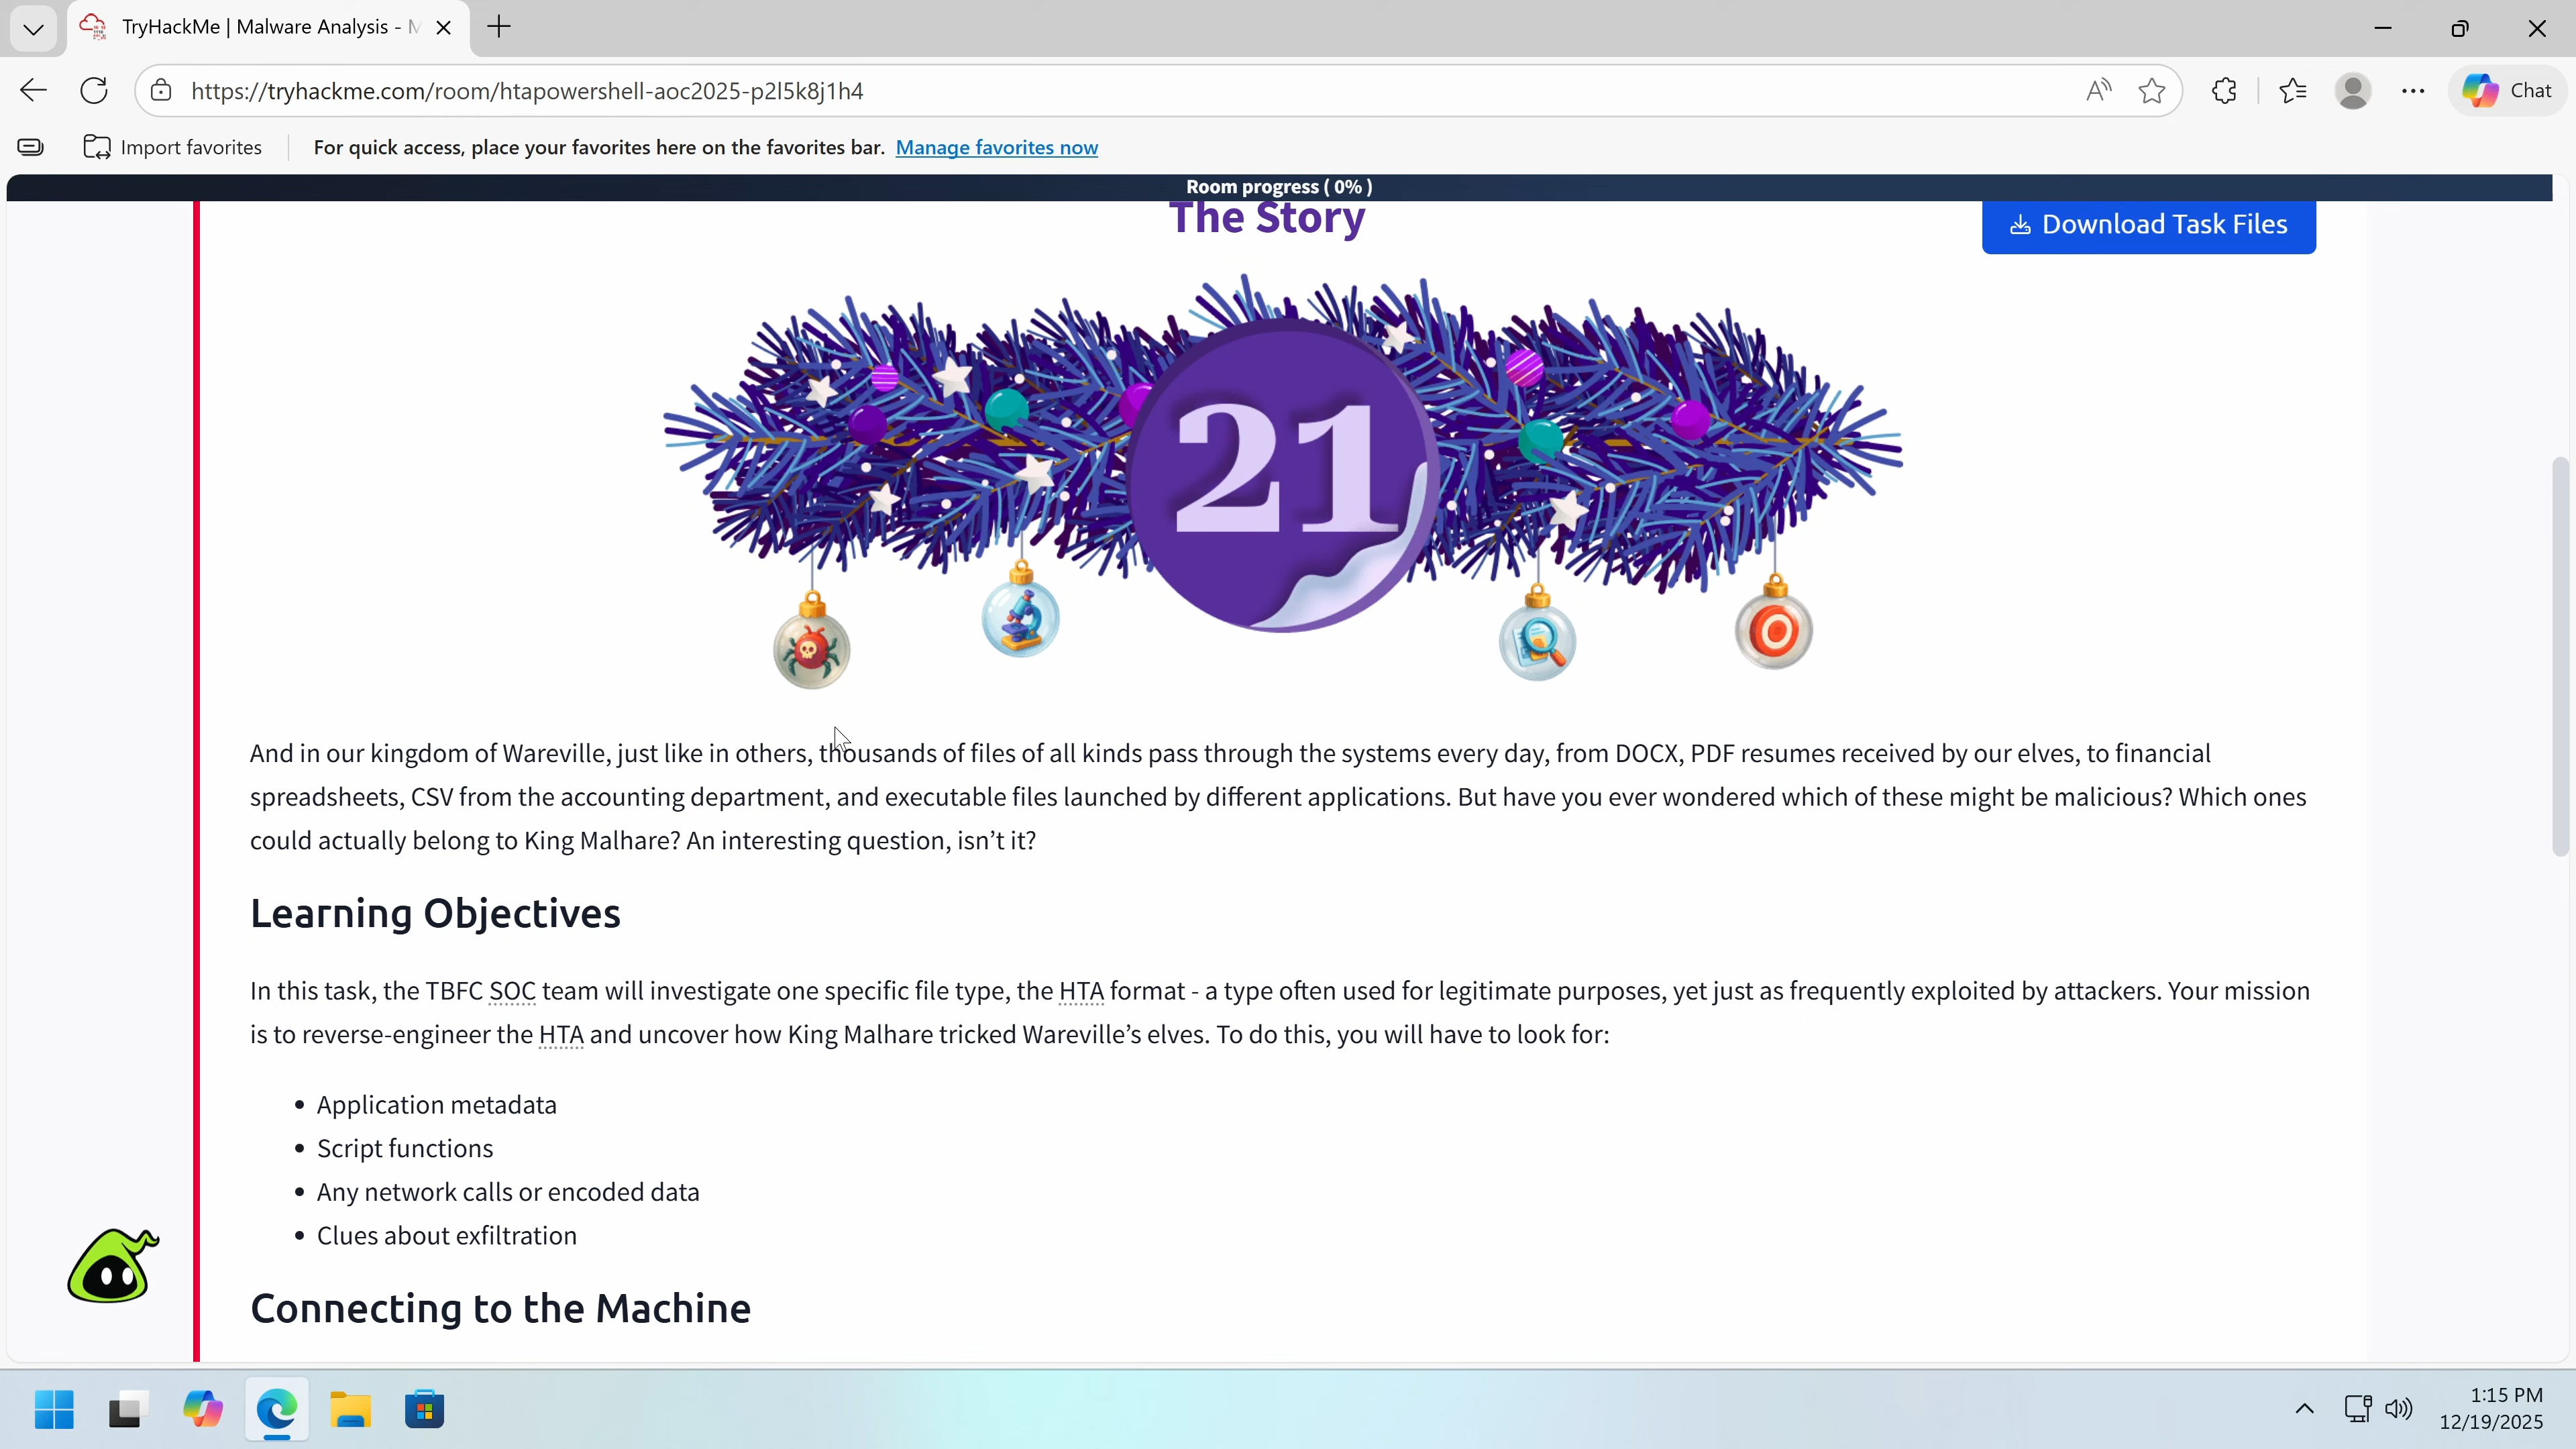 TryHackMe | Malware Analysis - M
https://tryhackme.com/room/htapowershell-aoc2025-p2l5k8j1h4
Chat
Import favorites
For quick access, place your favorites here on the favorites bar. Manage favorites now
Room progress ( 0% )
The Story
Download Task Files
21
And in our kingdom of Wareville, just like in others, thousands of files of all kinds pass through the systems every day, from DOCX, PDF resumes received by our elves, to financial
spreadsheets, CSV from the accounting department, and executable files launched by different applications. But have you ever wondered which of these might be malicious? Which ones
could actually belong to King Malhare? An interesting question, isn’t it?
Learning Objectives
In this task, the TBFC SOC team will investigate one specific file type, the HTA format - a type often used for legitimate purposes, yet just as frequently exploited by attackers. Your mission
is to reverse-engineer the HTA and uncover how King Malhare tricked Wareville’s elves. To do this, you will have to look for:
• Application metadata
• Script functions
• Any network calls or encoded data
• Clues about exfiltration
Connecting to the Machine
1:15 PM
12/19/2025